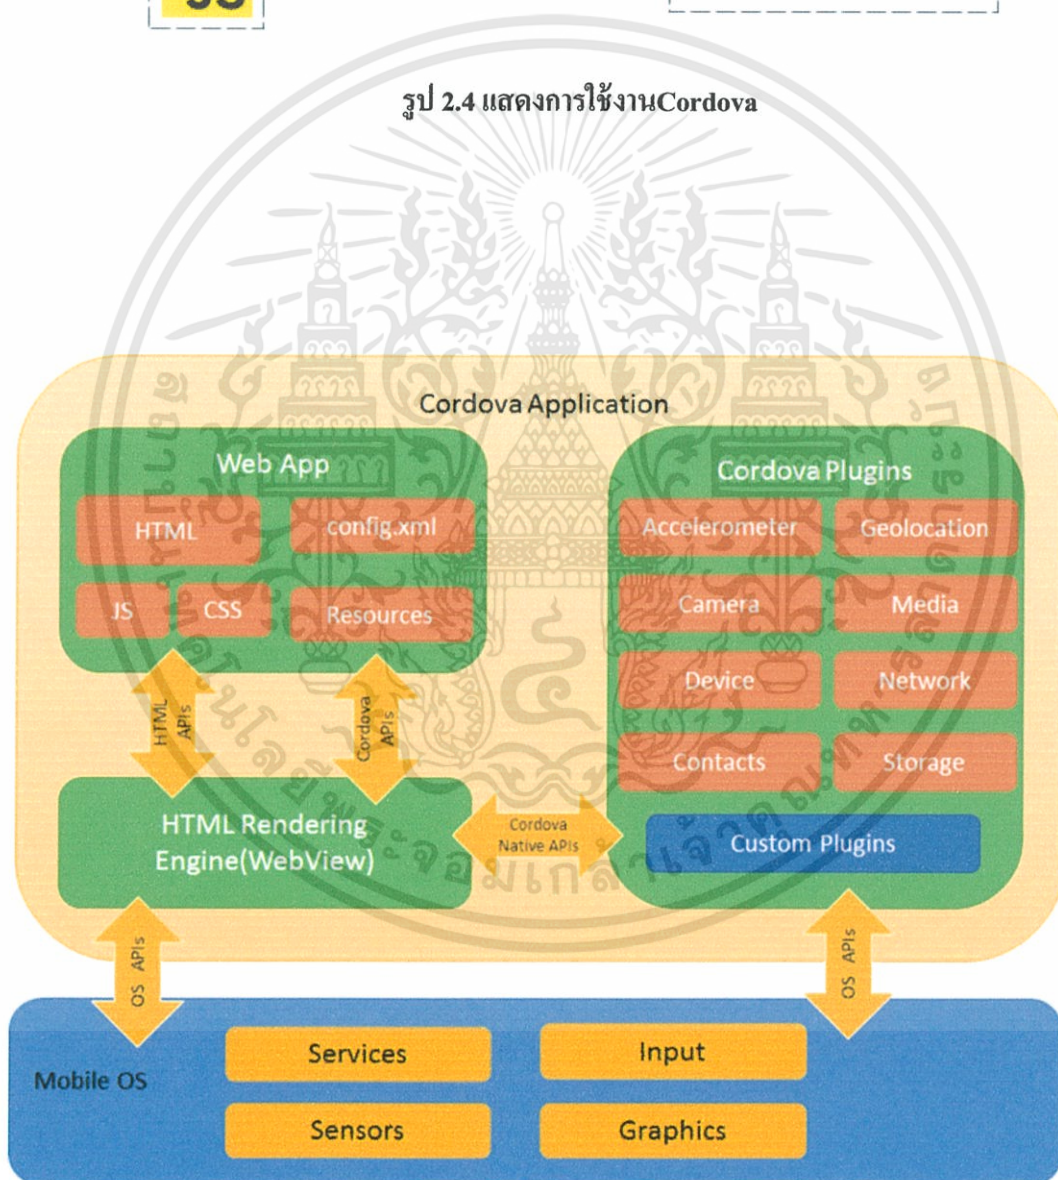 รูป 2.4 แสดงการใช้งานCordova
Cordova Application
Web App
HTML
config.xml
JS
CSS
Resources
Cordova Plugins
Accelerometer
Geolocation
Camera
Media
Device
Network
Contacts
Storage
Custom Plugins
HTML APIs
Cordova APIs
HTML Rendering
Engine(WebView)
Cordova
Native APIs
OS APIs
OS APIs
Mobile OS
Services
Input
Sensors
Graphics